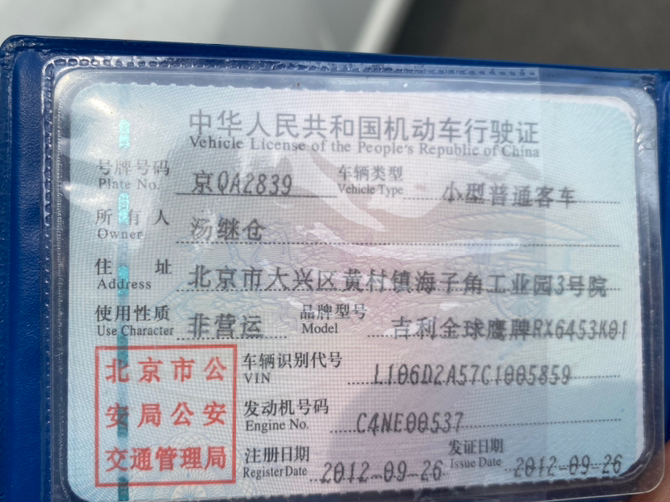 中华人民共和国机动车行驶证
Vehicle License of the People's Republic of China
号牌号码 京QA2839 车辆类型 小型普通客车
Plate No. Vehicle Type
所有人 汤继仓
Owner
住址 北京市大兴区黄村镇海子角工业园3号院
Address
使用性质 非营运 品牌型号 吉利全球鹰牌RX6453K01
Use Character Model
北京市公安局公安交通管理局
车辆识别代号 L106D2A57C1005859
VIN
发动机号码 C4NE00537
Engine No.
注册日期 2012-09-26 发证日期 2012-09-26
Register Date Issue Date